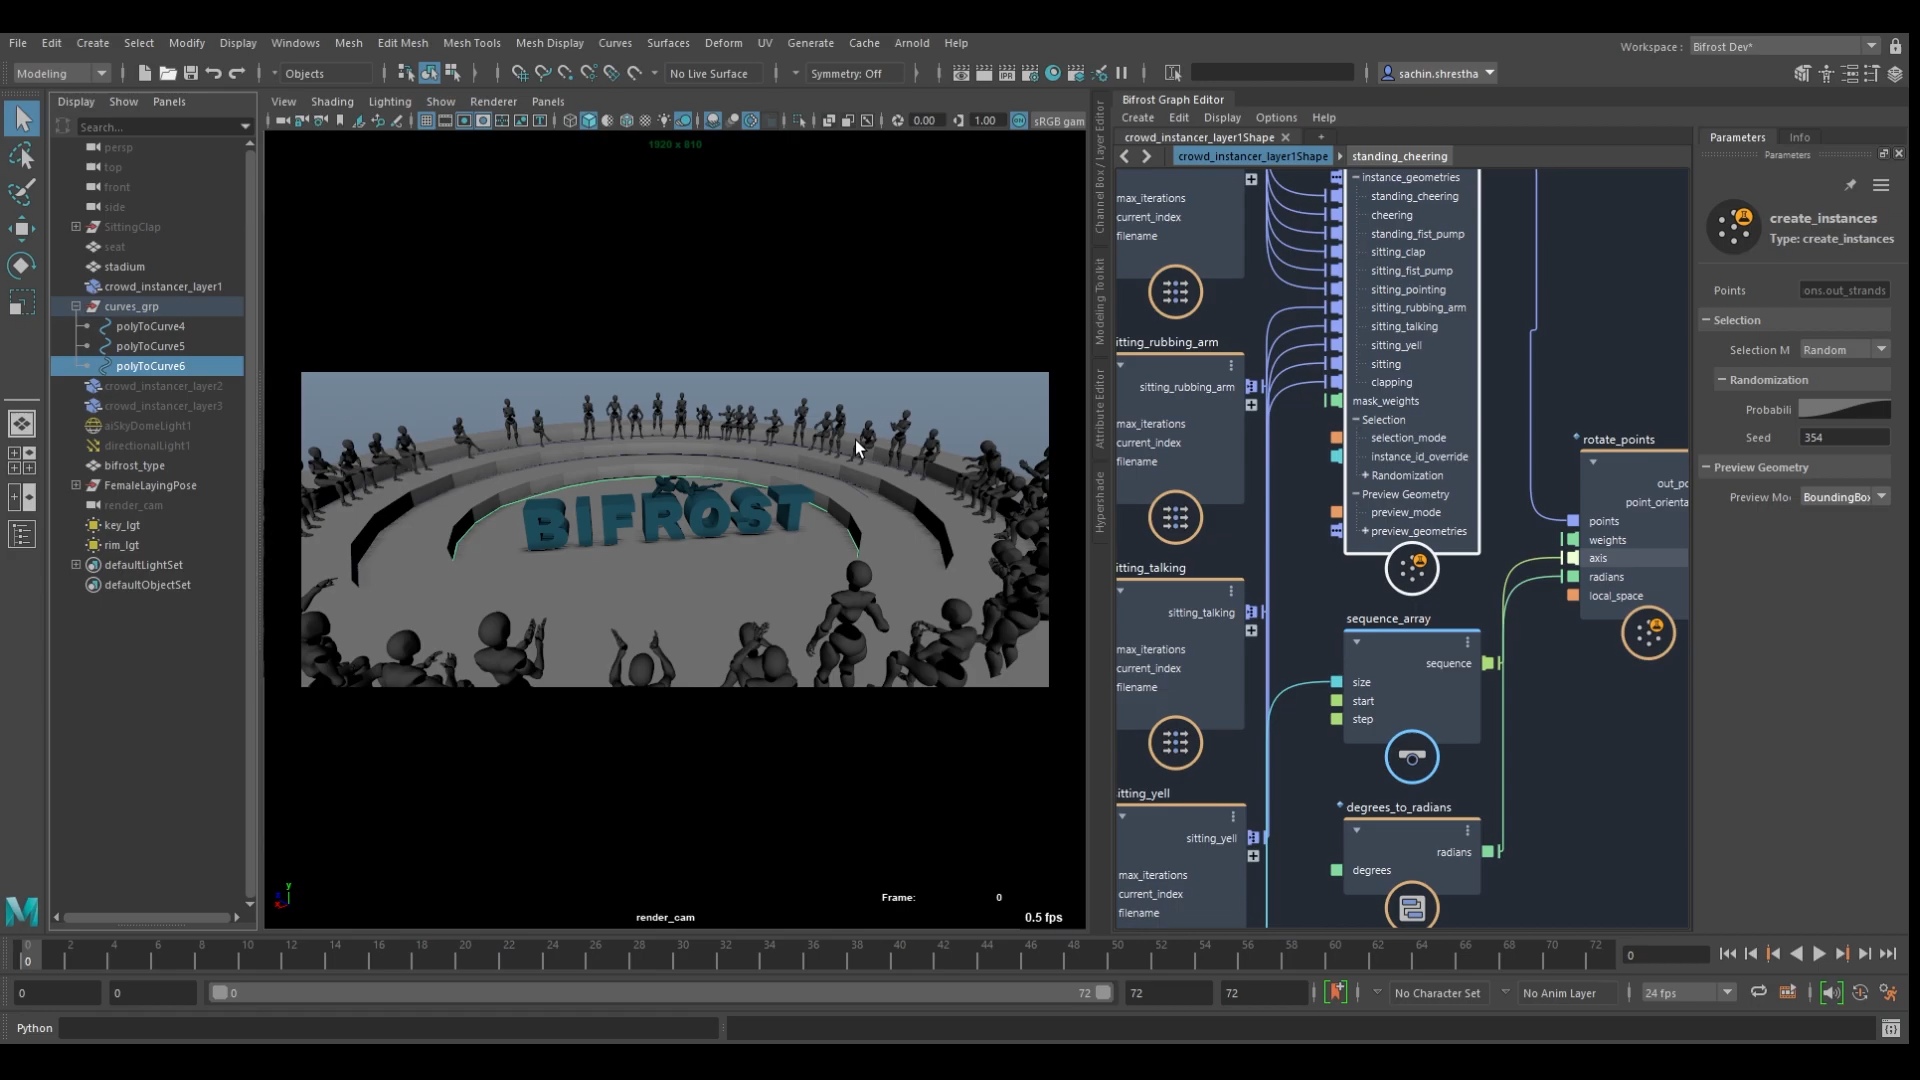 File Edit Create Select Modify Display Windows Mesh Edit Mesh Mesh Tools Mesh Display Curves Surfaces Deform UV Generate Cache Arnold Help
Workspace : Bifrost Dev*
Modeling Objects No Live Surface Symmetry: Off sachin.shrestha
Display Show Panels
Search...
persp
top
front
side
SittingClap
seat
stadium
crowd_instancer_layer1
curves_grp
polyToCurve4
polyToCurve5
polyToCurve6
crowd_instancer_layer2
crowd_instancer_layer3
aiSkyDomeLight1
directionalLight1
bifrost_type
FemaleLayingPose
render_cam
key_lgt
rim_lgt
defaultLightSet
defaultObjectSet
View Shading Lighting Show Renderer Panels
0.00 1.00 sRGB gam
1920 x 810
BIFROST
y
Frame: 0
render_cam
0.5 fps
Channel Box / Layer Editor
Modeling Toolkit
Attribute Editor
Hypershade
Bifrost Graph Editor
Create Edit Display Options Help
crowd_instancer_layer1Shape
crowd_instancer_layer1Shape standing_cheering
max_iterations
current_index
filename
itting_rubbing_arm
sitting_rubbing_arm
max_iterations
current_index
filename
itting_talking
sitting_talking
max_iterations
current_index
filename
itting_yell
sitting_yell
max_iterations
current_index
filename
instance_geometries
standing_cheering
cheering
standing_fist_pump
sitting_clap
sitting_fist_pump
sitting_pointing
sitting_rubbing_arm
sitting_talking
sitting_yell
sitting
clapping
mask_weights
Selection
selection_mode
instance_id_override
Randomization
Preview Geometry
preview_mode
preview_geometries
sequence_array
sequence
size
start
step
degrees_to_radians
radians
degrees
rotate_points
out_po
point_orienta
points
weights
axis
radians
local_space
Parameters Info
Parameters
create_instances
Type: create_instances
Points ons.out_strands
Selection
Selection M Random
Randomization
Probabili
Seed 354
Preview Geometry
Preview Mo BoundingBox
0 2 4 6 8 10 12 14 16 18 20 22 24 26 28 30 32 34 36 38 40 42 44 46 48 50 52 54 56 58 60 62 64 66 68 70 72
0 0
0 0 0 72 72 72 No Character Set No Anim Layer 24 fps
Python